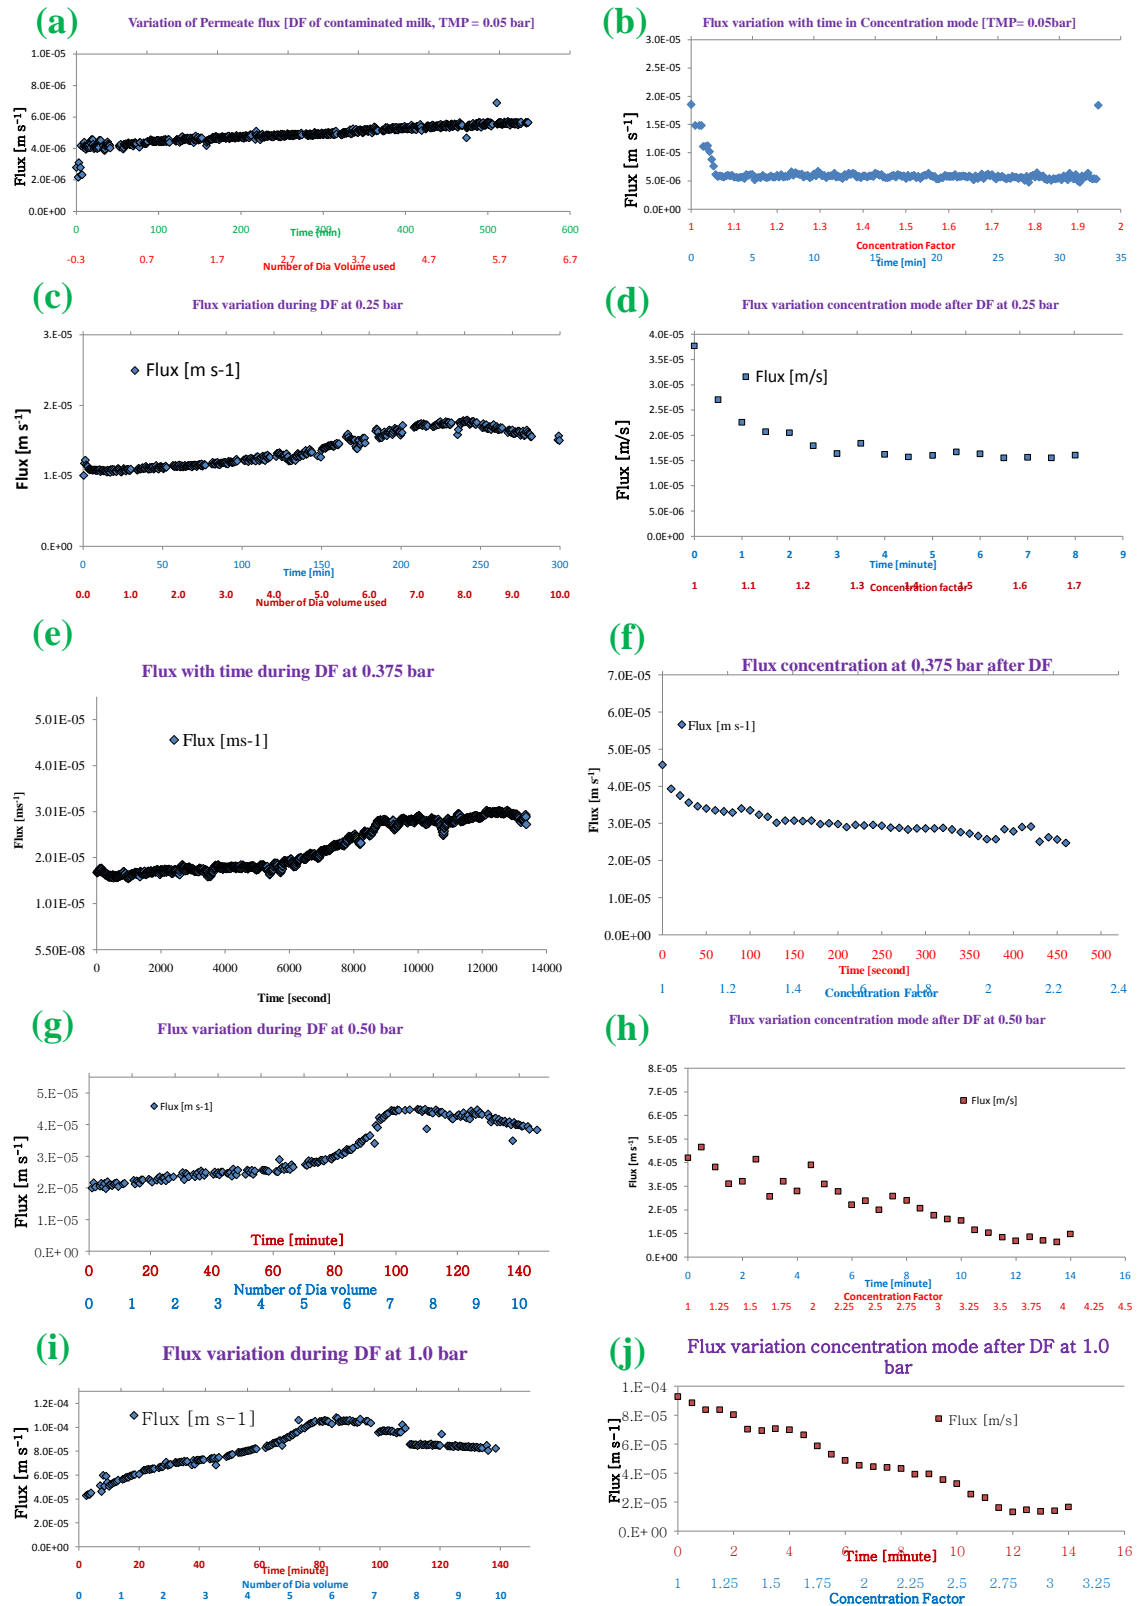 (a)
Variation of Permeate flux [DF of contaminated milk, TMP = 0.05 bar)
1.0E-05
8.0E-06
6.0E-06
4.0E-06
2.0E-06
0.0E+00
Flux [m s⁻¹]
0 100 200 300 400 500 600
Time (min)
-0.3 0.7 1.7 2.7 3.7 4.7 5.7 6.7
Number of Dia Volume used
(b)
Flux variation with time in Concentration mode [TMP= 0.05bar]
3.0E-05
2.5E-05
2.0E-05
1.5E-05
1.0E-05
5.0E-06
0.0E+00
Flux [m s⁻¹]
1 1.1 1.2 1.3 1.4 1.5 1.6 1.7 1.8 1.9 2
Concentration Factor
0 5 10 15 20 25 30 35
time [min]
(c)
Flux variation during DF at 0.25 bar
3.E-05
2.E-05
1.E-05
0.E+00
Flux [m s⁻¹]
Flux [m s-1]
0 50 100 150 200 250 300
Time [min]
0.0 1.0 2.0 3.0 4.0 5.0 6.0 7.0 8.0 9.0 10.0
Number of Dia volume used
(d)
Flux variation concentration mode after DF at 0.25 bar
4.0E-05
3.5E-05
3.0E-05
2.5E-05
2.0E-05
1.5E-05
1.0E-05
5.0E-06
0.0E+00
Flux [m/s]
Flux [m/s]
0 1 2 3 4 5 6 7 8 9
Time [minute]
1 1.1 1.2 1.3 1.4 1.5 1.6 1.7
Concentration factor
(e)
Flux with time during DF at 0.375 bar
5.01E-05
4.01E-05
3.01E-05
2.01E-05
1.01E-05
5.50E-08
Flux [ms⁻¹]
Flux [ms-1]
0 2000 4000 6000 8000 10000 12000 14000
Time [second]
(f)
Flux concentration at 0.375 bar after DF
7.0E-05
6.0E-05
5.0E-05
4.0E-05
3.0E-05
2.0E-05
1.0E-05
0.0E+00
Flux [m s⁻¹]
Flux [m s-1]
0 50 100 150 200 250 300 350 400 450 500
Time [second]
1 1.2 1.4 1.6 1.8 2 2.2 2.4
Concentration Factor
(g)
Flux variation during DF at 0.50 bar
5.E-05
4.E-05
3.E-05
2.E-05
1.E-05
0.E+00
Flux [m s⁻¹]
Flux [m s-1]
Time [minute]
0 20 40 60 80 100 120 140
Number of Dia volume
0 1 2 3 4 5 6 7 8 9 10
(h)
Flux variation concentration mode after DF at 0.50 bar
8.E-05
7.E-05
6.E-05
5.E-05
4.E-05
3.E-05
2.E-05
1.E-05
0.E+00
Flux [m s⁻¹]
Flux [m/s]
0 2 4 6 8 10 12 14 16
Time [minute]
Concentration Factor
1 1.25 1.5 1.75 2 2.25 2.5 2.75 3 3.25 3.5 3.75 4 4.25 4.5
(i)
Flux variation during DF at 1.0 bar
1.2E-04
1.0E-04
8.0E-05
6.0E-05
4.0E-05
2.0E-05
0.0E+00
Flux [m s⁻¹]
Flux [m s-1]
0 20 40 60 80 100 120 140
Time [minute]
Number of Dia volume
0 1 2 3 4 5 6 7 8 9 10
(j)
Flux variation concentration mode after DF at 1.0
bar
1.E-04
8.E-05
6.E-05
4.E-05
2.E-05
0.E+00
Flux [m s-1]
Flux [m/s]
0 2 4 6 8 10 12 14 16
Time [minute]
1 1.25 1.5 1.75 2 2.25 2.5 2.75 3 3.25
Concentration Factor